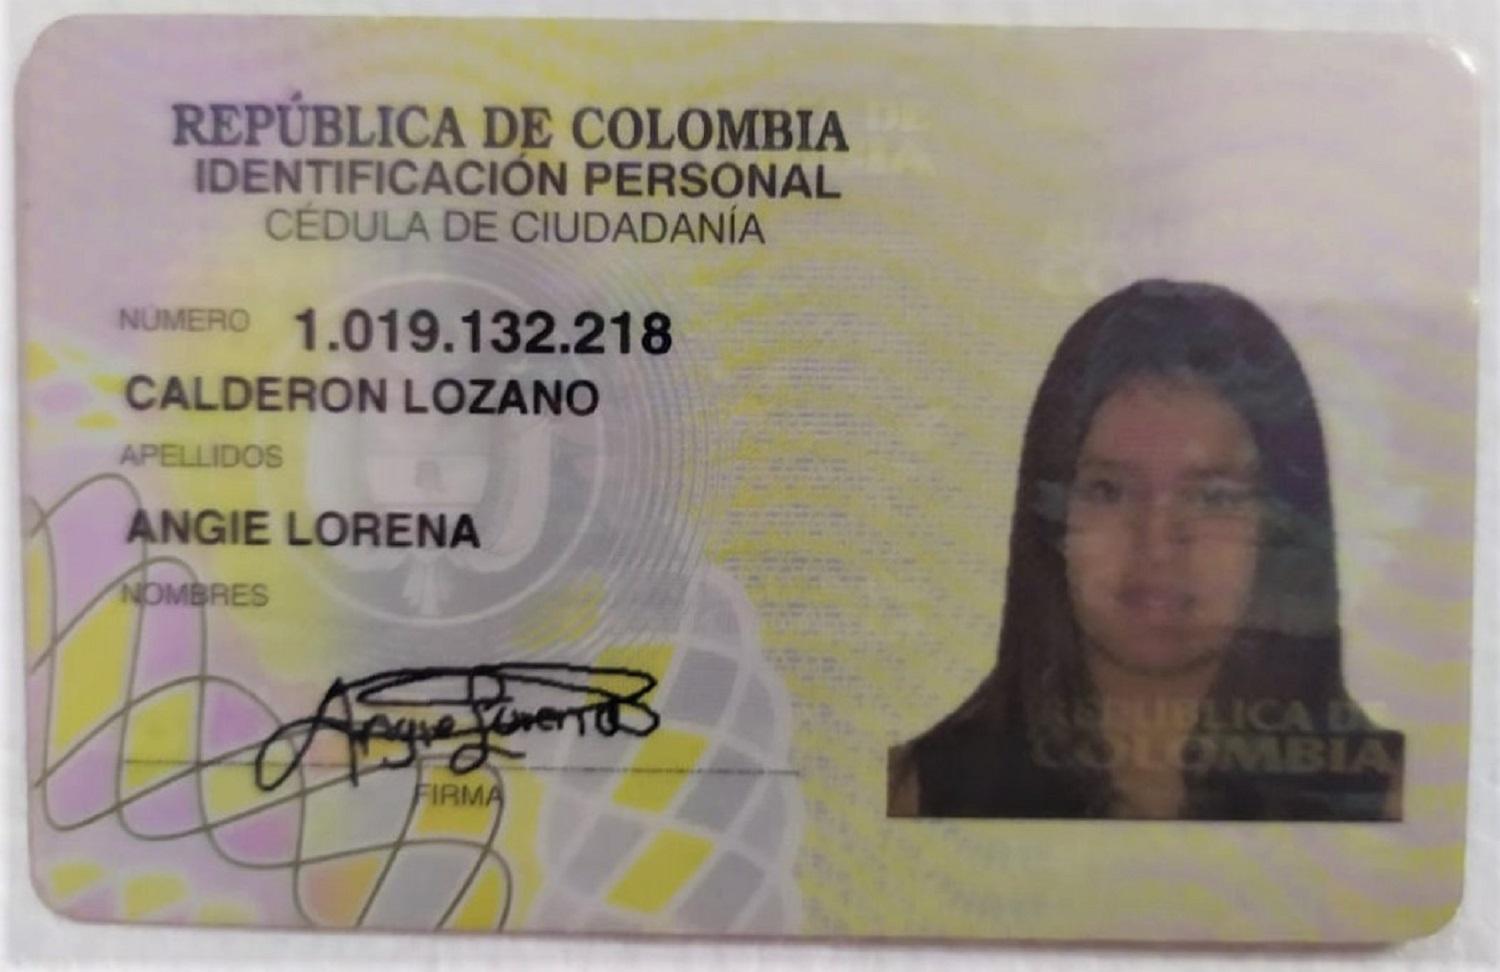 REPÚBLICA DE COLOMBIA
IDENTIFICACIÓN PERSONAL
CÉDULA DE CIUDADANÍA
NÚMERO 1.019.132.218
CALDERON LOZANO
APELLIDOS
ANGIE LORENA
NOMBRES
Angie Lorena
FIRMA
REPUBLICA DE
COLOMBIA